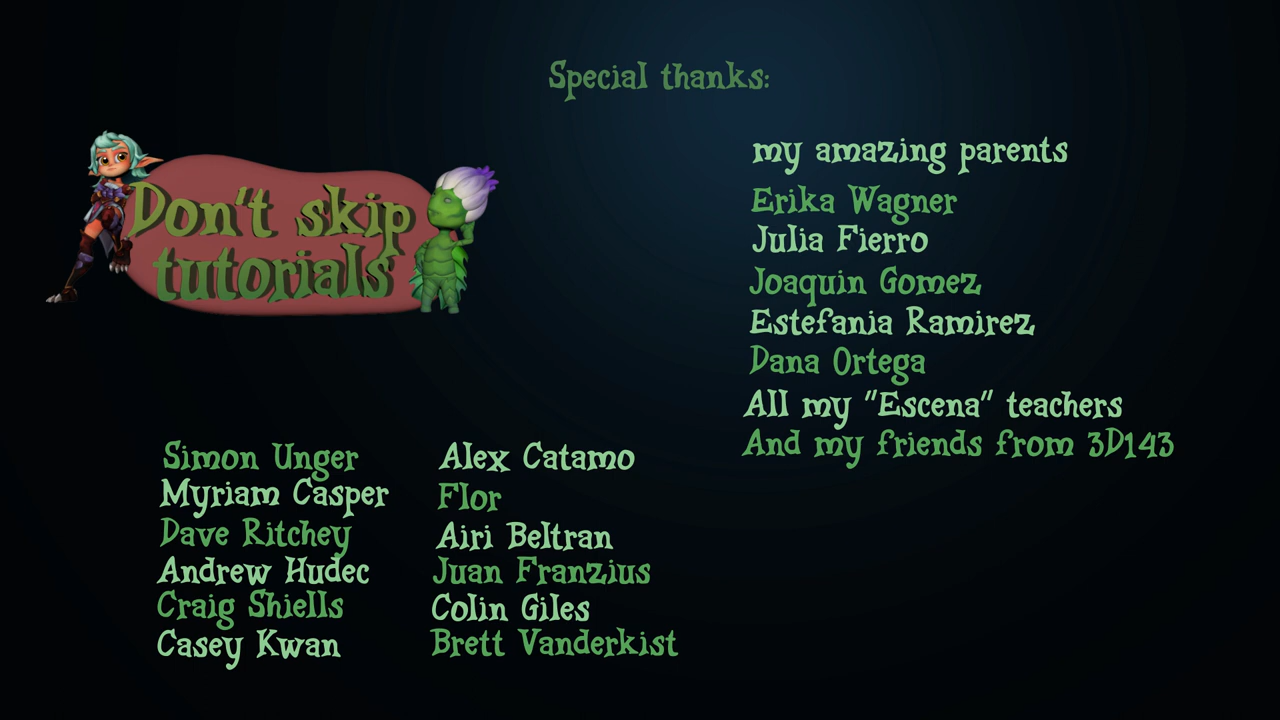 Special thanks:
Don't skip
tutorials
my amazing parents
Erika Wagner
Julia Fierro
Joaquin Gomez
Estefania Ramirez
Dana Ortega
All my "Escena" teachers
And my friends from 3D143
Simon Unger
Myriam Casper
Dave Ritchey
Andrew Hudec
Craig Shiells
Casey Kwan
Alex Catamo
Flor
Airi Beltran
Juan Franzius
Colin Giles
Brett Vanderkist